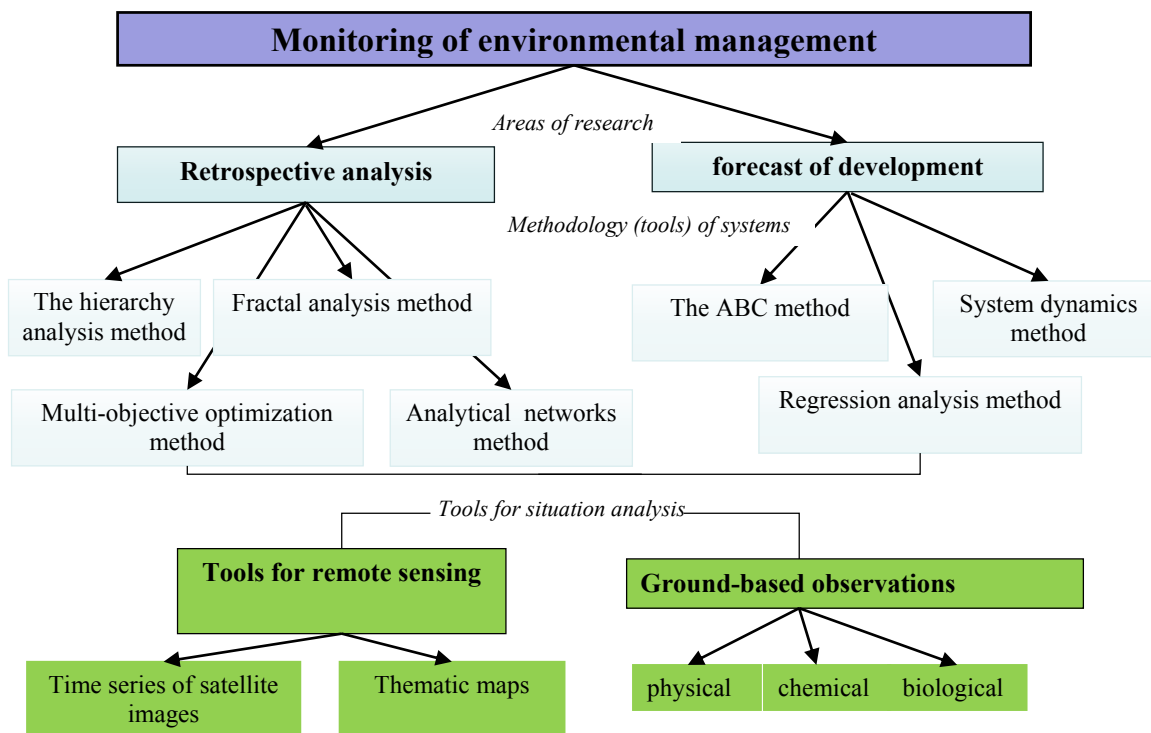 Monitoring of environmental management
Areas of research
Retrospective analysis
forecast of development
Methodology (tools) of systems
The hierarchy
analysis method
Fractal analysis method
The ABC method
System dynamics
method
Multi-objective optimization
method
Analytical networks
method
Regression analysis method
Tools for situation analysis
Tools for remote sensing
Ground-based observations
Time series of satellite
images
Thematic maps
physical
chemical
biological